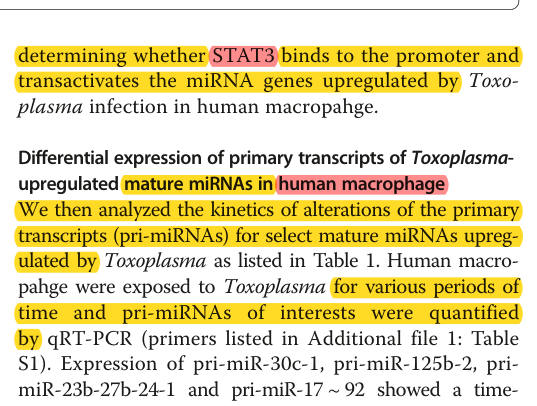 determining whether STAT3 binds to the promoter and
transactivates the miRNA genes upregulated by Toxo-
plasma infection in human macropahge.
Differential expression of primary transcripts of Toxoplasma-
upregulated mature miRNAs in human macrophage
We then analyzed the kinetics of alterations of the primary
transcripts (pri-miRNAs) for select mature miRNAs upreg-
ulated by Toxoplasma as listed in Table 1. Human macro-
pahge were exposed to Toxoplasma for various periods of
time and pri-miRNAs of interests were quantified
by qRT-PCR (primers listed in Additional file 1: Table
S1). Expression of pri-miR-30c-1, pri-miR-125b-2, pri-
miR-23b-27b-24-1 and pri-miR-17 ~ 92 showed a time-